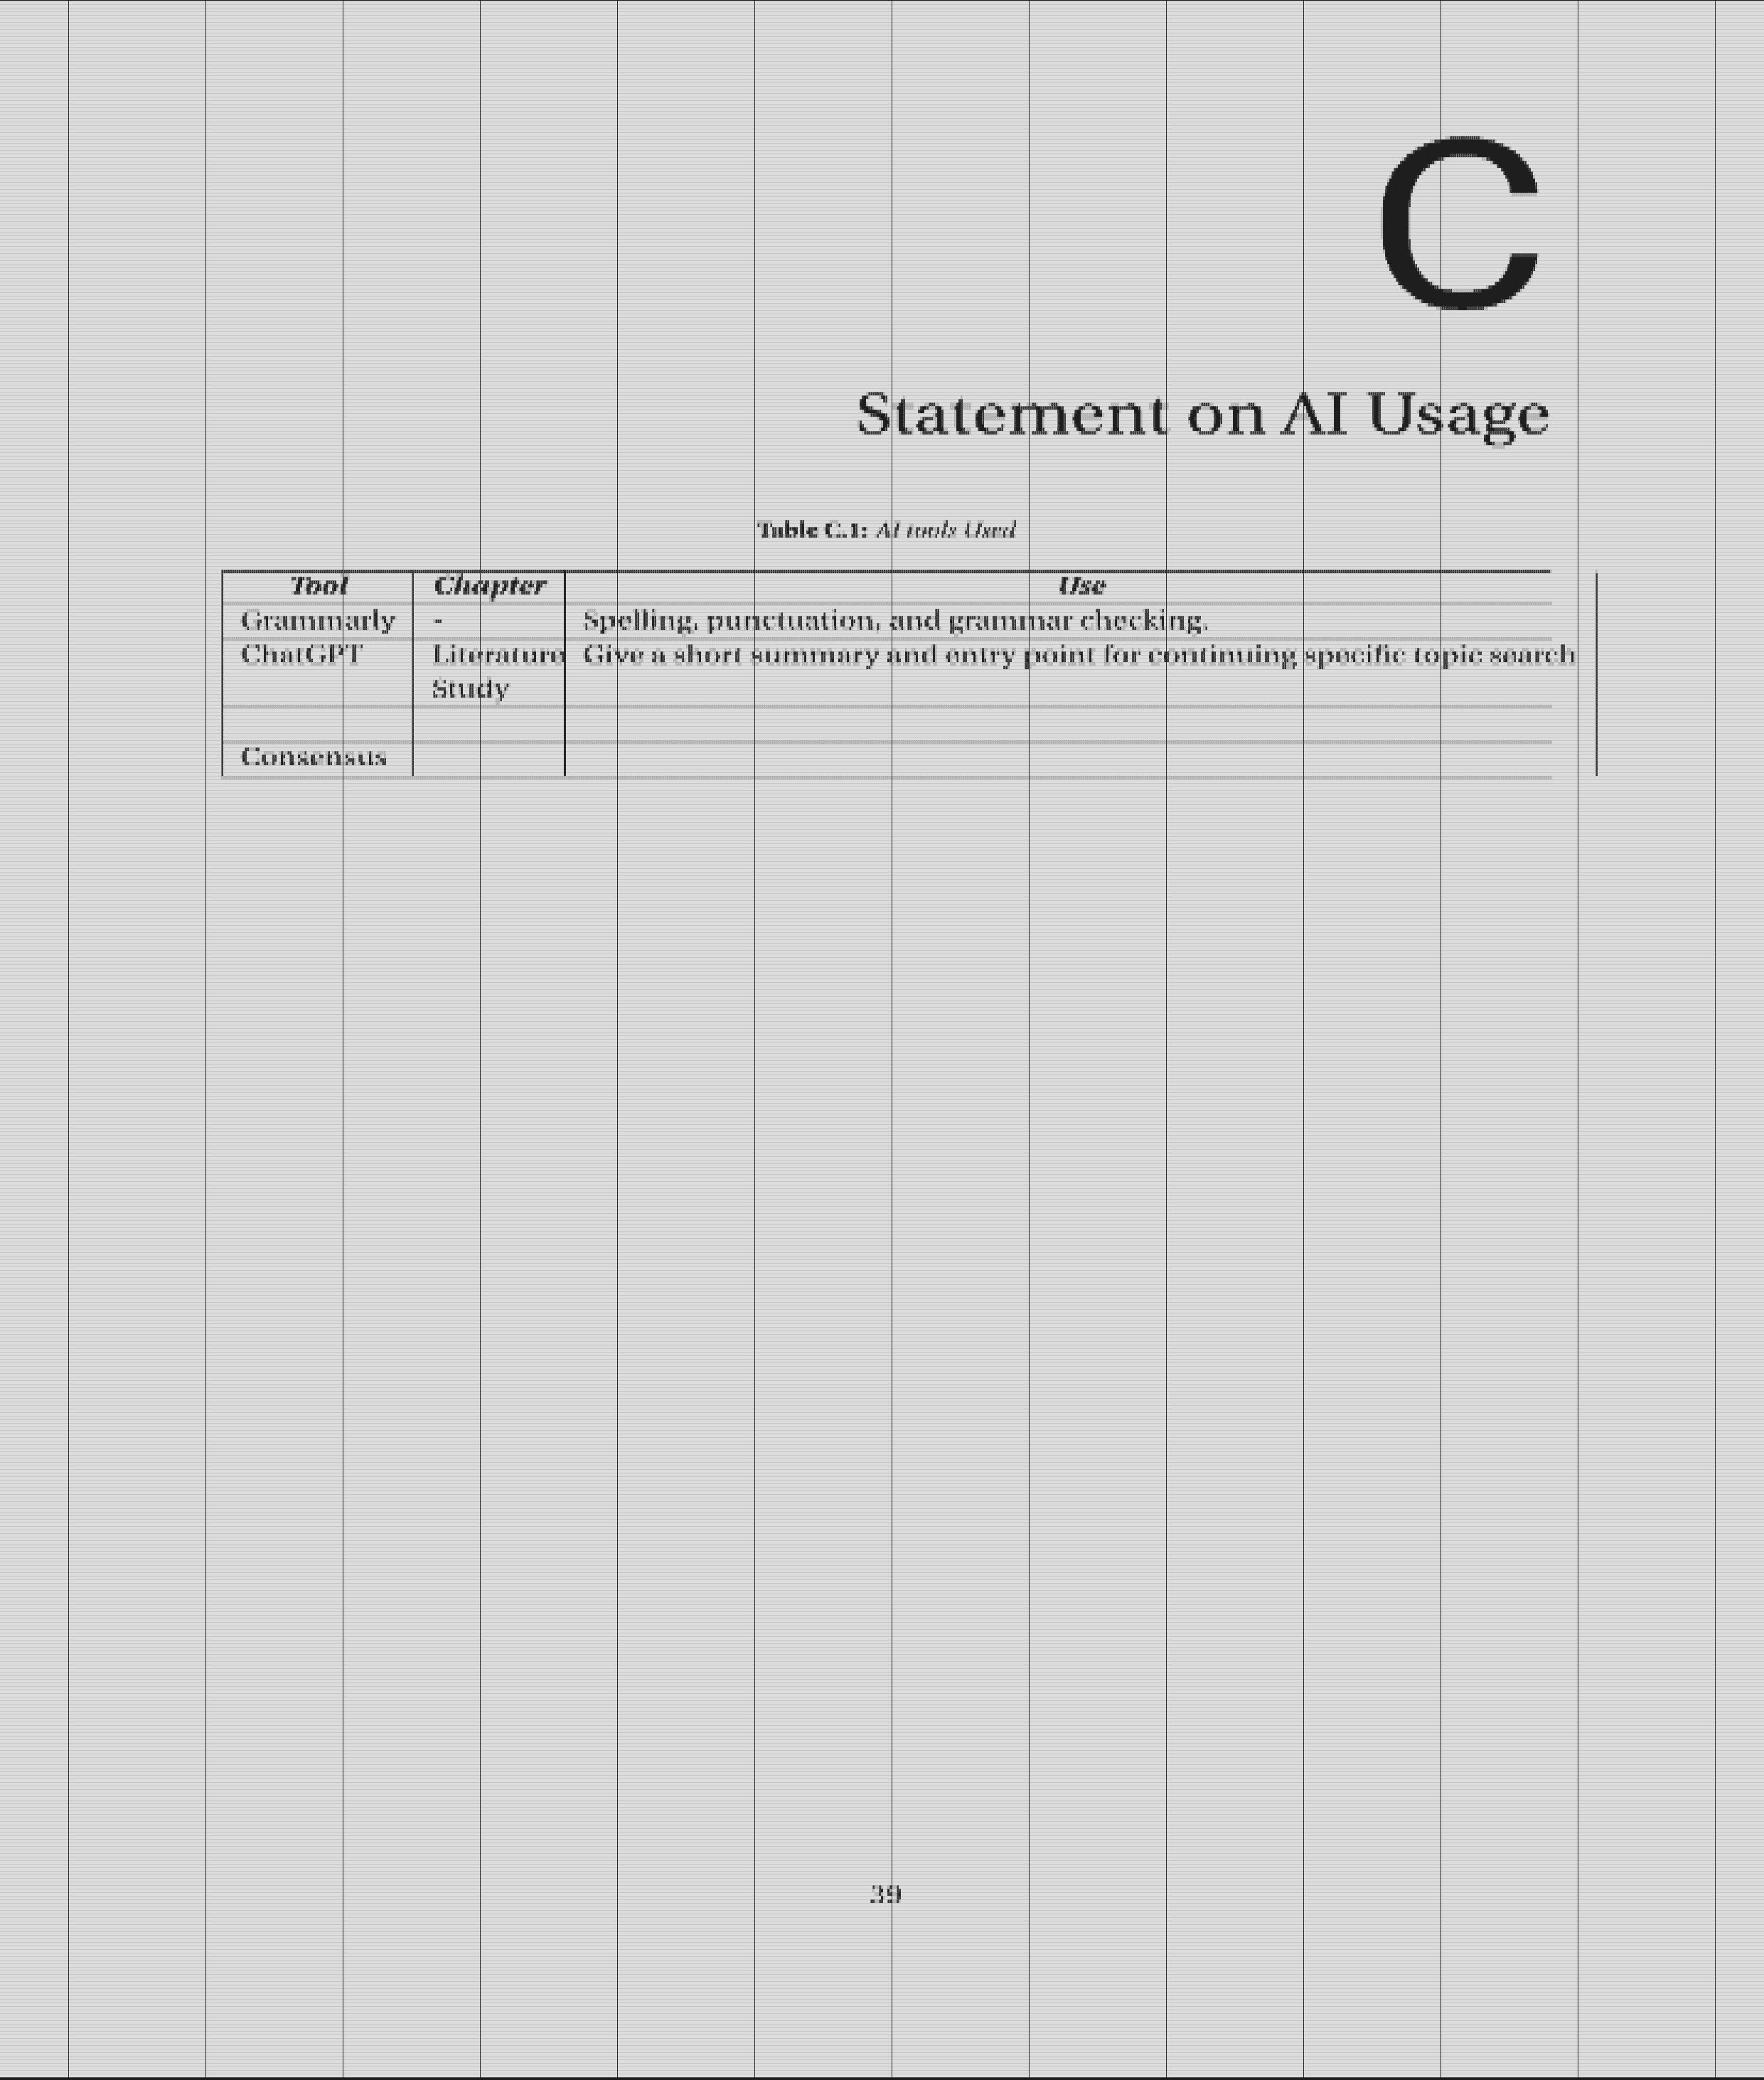 C
Statement on AI Usage
Table C.1: AI tools Used
Tool Chapter Use
Grammarly - Spelling, punctuation, and grammar checking.
ChatGPT Literature Give a short summary and entry point for continuing specific topic search
Study
Consensus
39